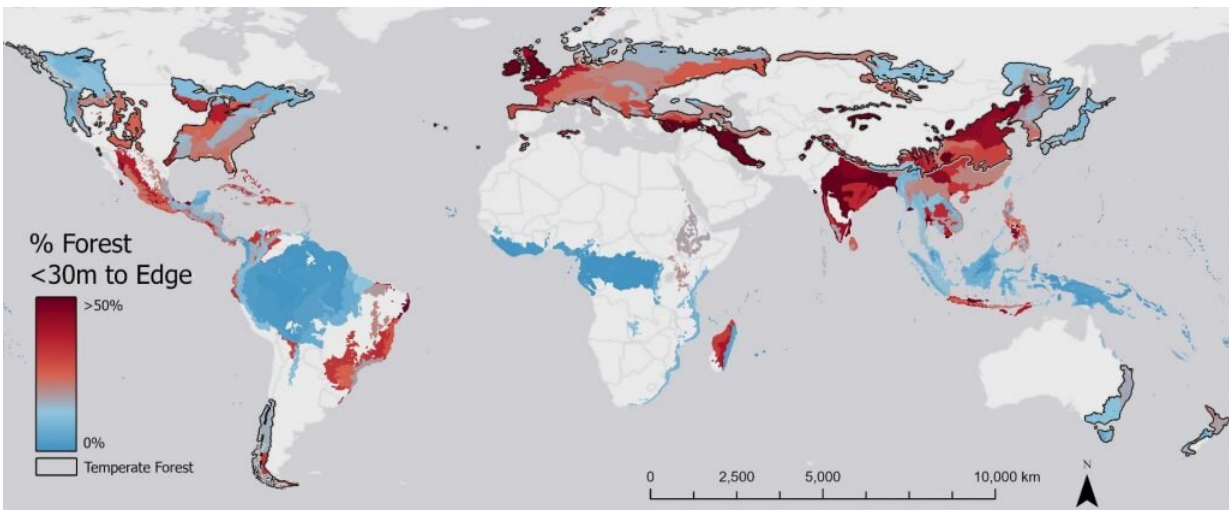 % Forest
<30m to Edge
>50%
0%
Temperate Forest
0 2,500 5,000 10,000 km
N